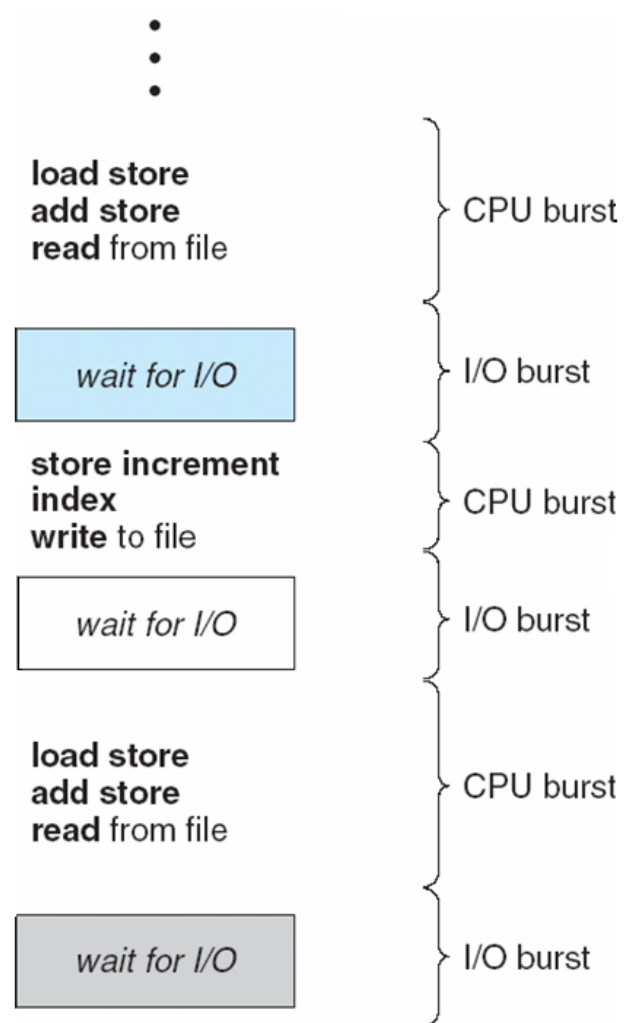 load store
add store
read from file
CPU burst
wait for I/O
I/O burst
store increment
index
write to file
CPU burst
wait for I/O
I/O burst
load store
add store
read from file
CPU burst
wait for I/O
I/O burst